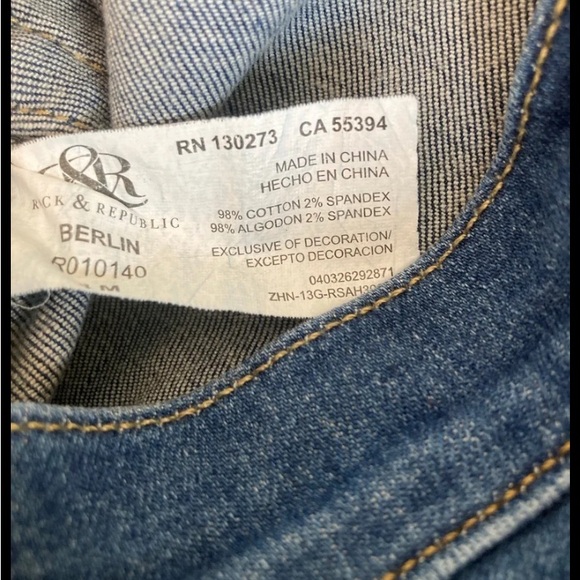 RN 130273 CA 55394
R&R
ROCK & REPUBLIC
BERLIN
R010140
M
MADE IN CHINA
HECHO EN CHINA
98% COTTON 2% SPANDEX
98% ALGODON 2% SPANDEX
EXCLUSIVE OF DECORATION/
EXCEPTO DECORACION
040326292871